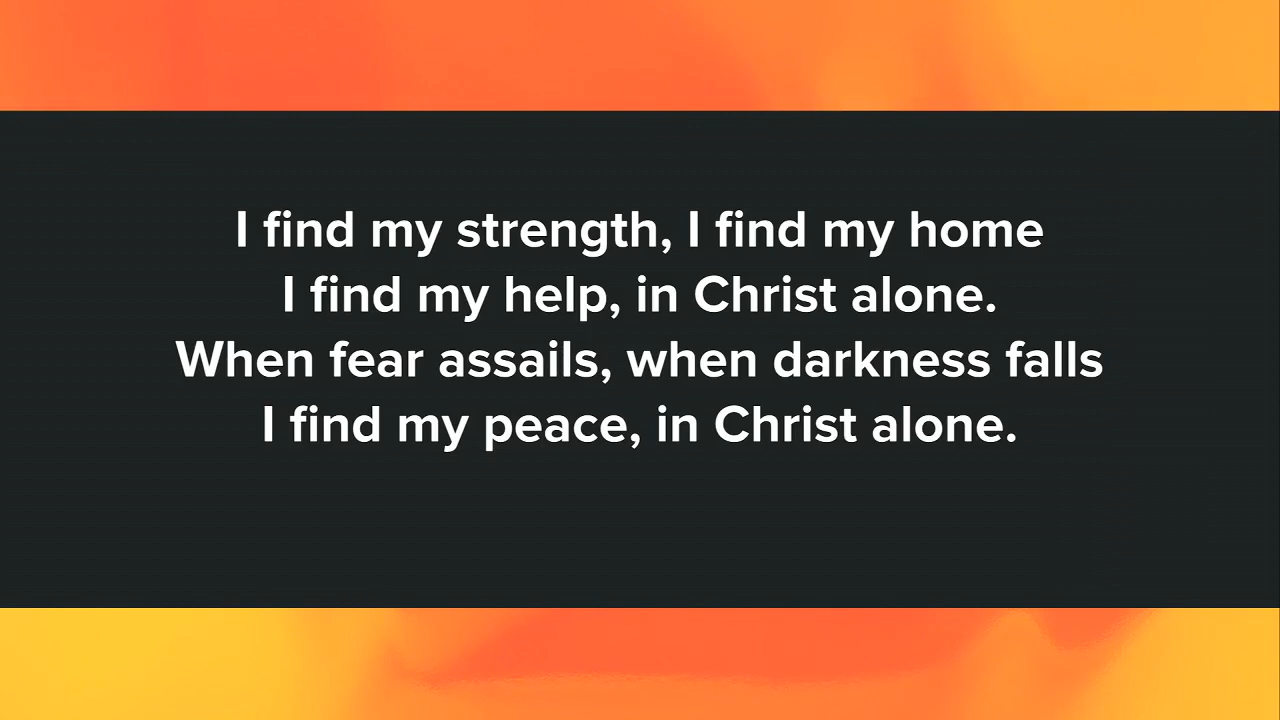 I find my strength, I find my home
I find my help, in Christ alone.
When fear assails, when darkness falls
I find my peace, in Christ alone.